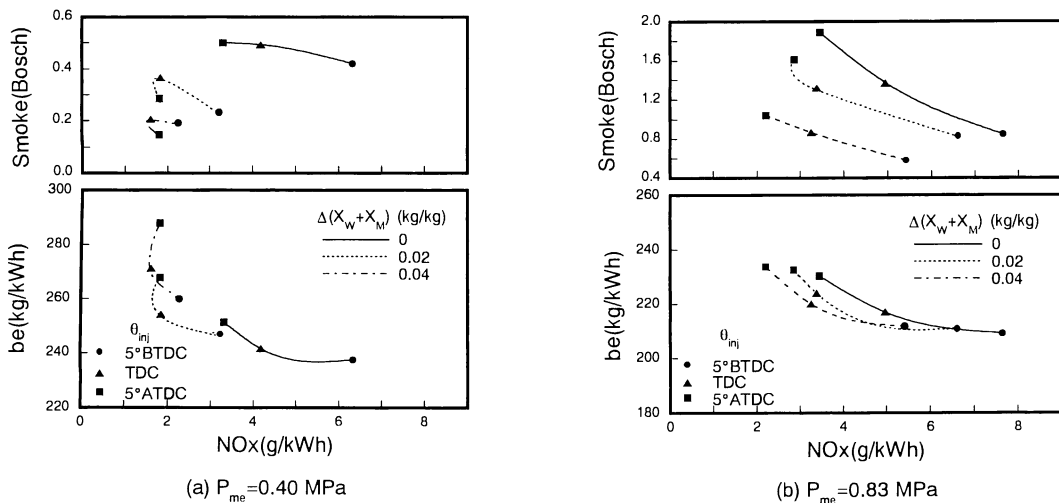 Smoke(Bosch)
0.6
0.4
0.2
0.0
be(kg/kWh)
300
280
260
240
220
Δ(X_W+X_M) (kg/kg)
0
0.02
0.04
θ_inj
5°BTDC
TDC
5°ATDC
0 2 4 6 8
NOx(g/kWh)
(a) P_me=0.40 MPa
Smoke(Bosch)
2.0
1.6
1.2
0.8
0.4
be(kg/kWh)
260
240
220
200
180
Δ(X_W+X_M) (kg/kg)
0
0.02
0.04
θ_inj
5°BTDC
TDC
5°ATDC
0 2 4 6 8
NOx(g/kWh)
(b) P_me=0.83 MPa